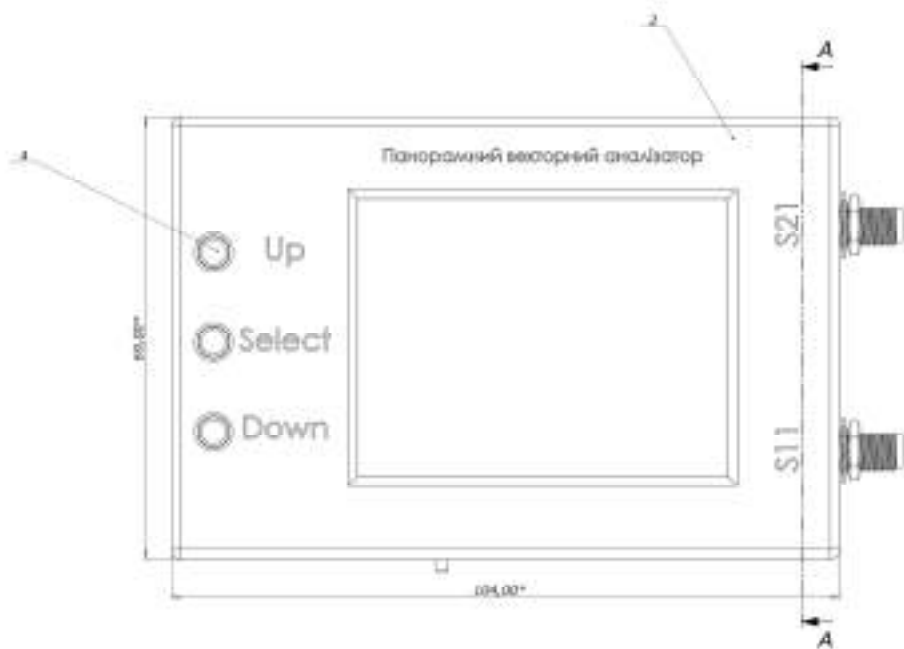 2
A
4
Панорамний векторний аналізатор
Up
S21
Select
Down
S11
104,00*
A